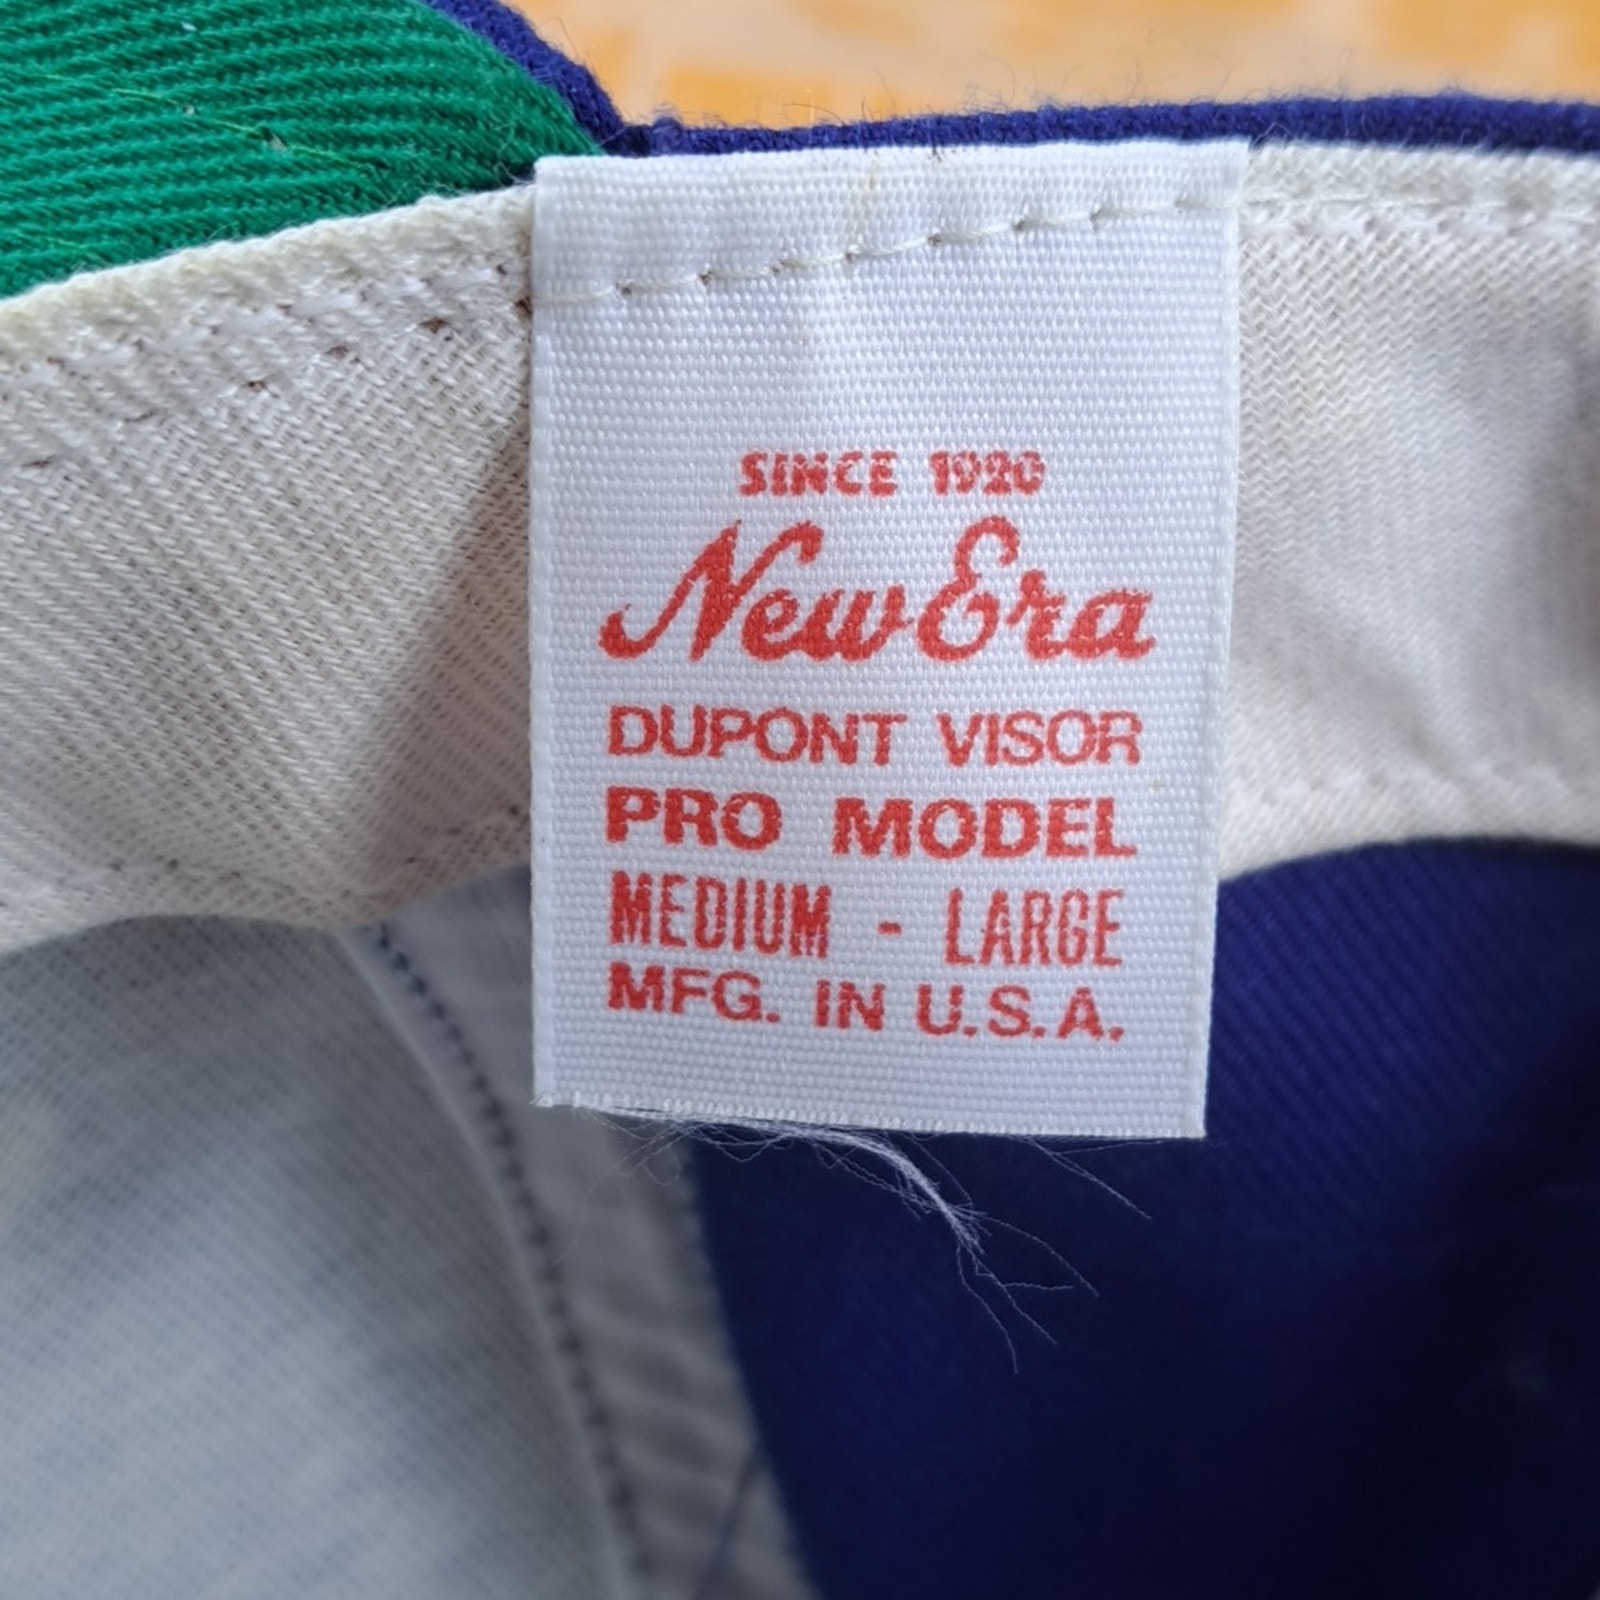 SINCE 1920
New Era
DUPONT VISOR
PRO MODEL
MEDIUM - LARGE
MFG. IN U.S.A.